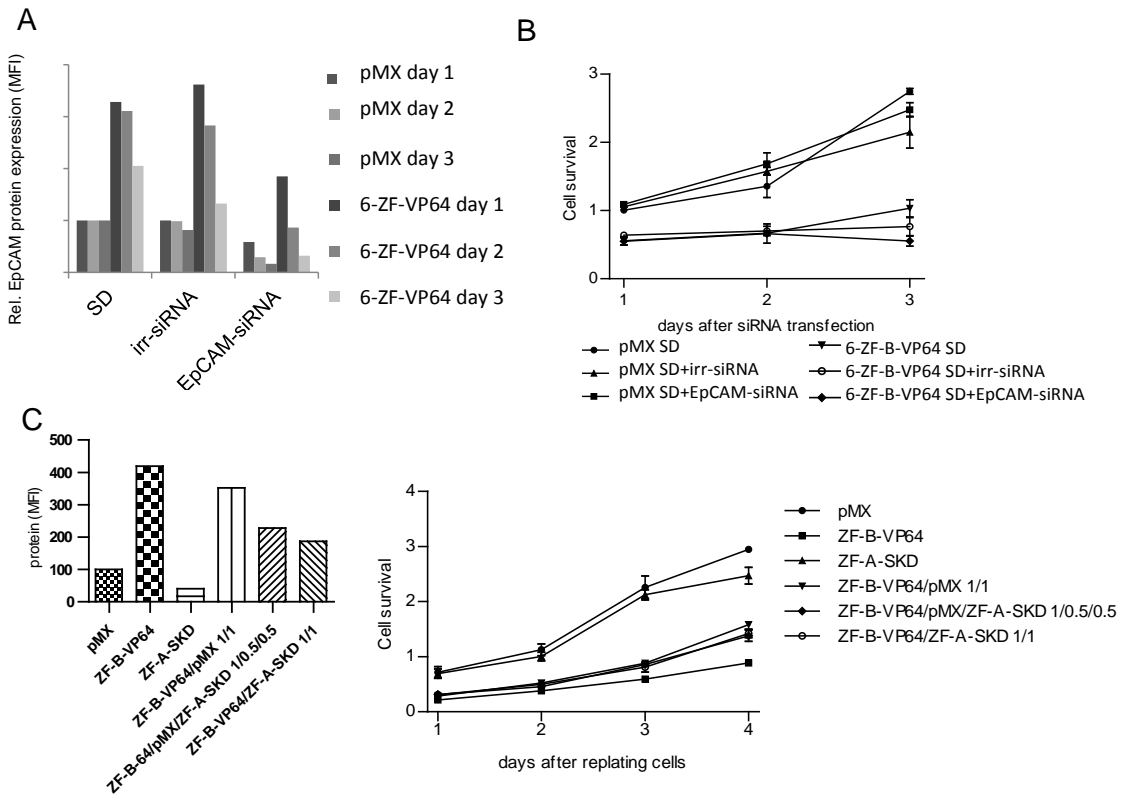 A
Rel. EpCAM protein expression (MFI)
SD
irr-siRNA
EpCAM-siRNA
pMX day 1
pMX day 2
pMX day 3
6-ZF-VP64 day 1
6-ZF-VP64 day 2
6-ZF-VP64 day 3
B
Cell survival
3
2
1
0
1 2 3
days after siRNA transfection
pMX SD
pMX SD+irr-siRNA
pMX SD+EpCAM-siRNA
6-ZF-B-VP64 SD
6-ZF-B-VP64 SD+irr-siRNA
6-ZF-B-VP64 SD+EpCAM-siRNA
C
protein (MFI)
500
400
300
200
100
0
pMX
ZF-B-VP64
ZF-A-SKD
ZF-B-VP64/pMX 1/1
ZF-B-64/pMX/ZF-A-SKD 1/0.5/0.5
ZF-B-VP64/ZF-A-SKD 1/1
Cell survival
4
3
2
1
0
1 2 3 4
days after replating cells
pMX
ZF-B-VP64
ZF-A-SKD
ZF-B-VP64/pMX 1/1
ZF-B-VP64/pMX/ZF-A-SKD 1/0.5/0.5
ZF-B-VP64/ZF-A-SKD 1/1